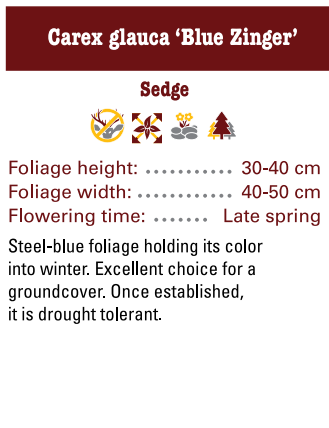 Carex glauca ‘Blue Zinger’
Sedge
Foliage height: ........... 30-40 cm
Foliage width: ............ 40-50 cm
Flowering time: ....... Late spring
Steel-blue foliage holding its color
into winter. Excellent choice for a
groundcover. Once established,
it is drought tolerant.